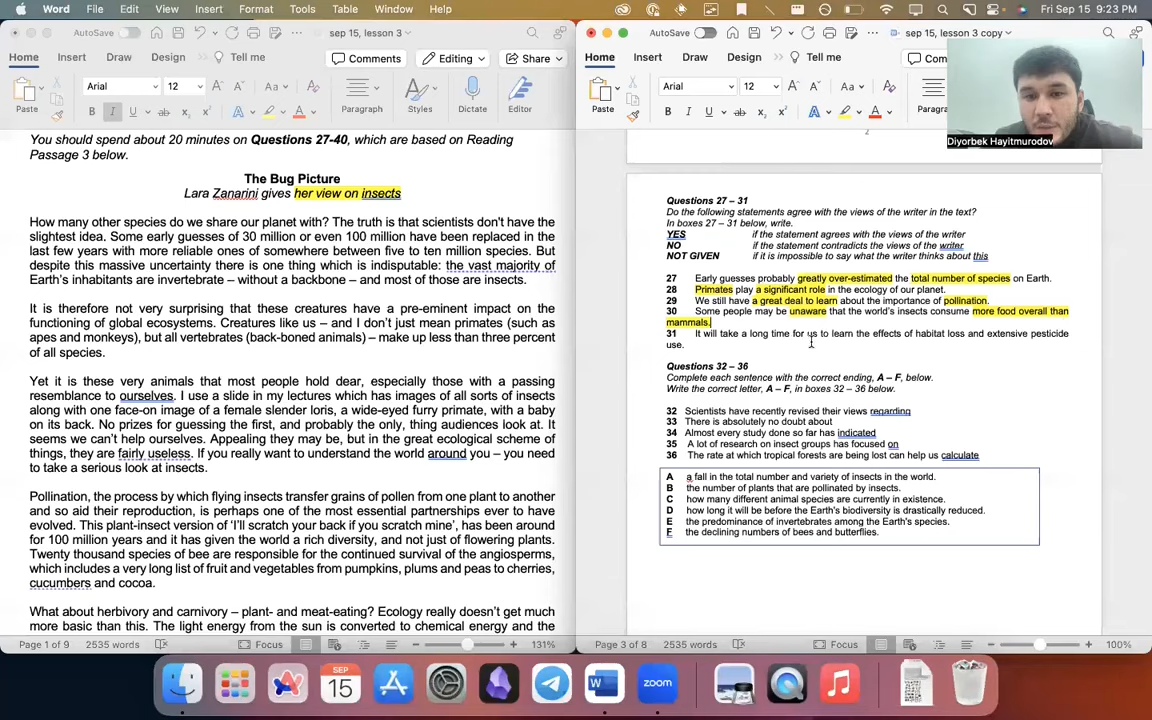 Word File Edit View Insert Format Tools Table Window Help Fri Sep 15 9:23 PM
AutoSave sep 15, lesson 3
Home Insert Draw Design Tell me Comments Editing Share
Arial 12
Paste Paragraph Styles Dictate Editor
You should spend about 20 minutes on Questions 27-40, which are based on Reading
Passage 3 below.
The Bug Picture
Lara Zanarini gives her view on insects
How many other species do we share our planet with? The truth is that scientists don't have the
slightest idea. Some early guesses of 30 million or even 100 million have been replaced in the
last few years with more reliable ones of somewhere between five to ten million species. But
despite this massive uncertainty there is one thing which is indisputable: the vast majority of
Earth's inhabitants are invertebrate – without a backbone – and most of those are insects.
It is therefore not very surprising that these creatures have a pre-eminent impact on the
functioning of global ecosystems. Creatures like us – and I don't just mean primates (such as
apes and monkeys), but all vertebrates (back-boned animals) – make up less than three percent
of all species.
Yet it is these very animals that most people hold dear, especially those with a passing
resemblance to ourselves. I use a slide in my lectures which has images of all sorts of insects
along with one face-on image of a female slender loris, a wide-eyed furry primate, with a baby
on its back. No prizes for guessing the first, and probably the only, thing audiences look at. It
seems we can't help ourselves. Appealing they may be, but in the great ecological scheme of
things, they are fairly useless. If you really want to understand the world around you – you need
to take a serious look at insects.
Pollination, the process by which flying insects transfer grains of pollen from one plant to another
and so aid their reproduction, is perhaps one of the most essential partnerships ever to have
evolved. This plant-insect version of 'I'll scratch your back if you scratch mine', has been around
for 100 million years and it has given the world a rich diversity, and not just of flowering plants.
Twenty thousand species of bee are responsible for the continued survival of the angiosperms,
which includes a very long list of fruit and vegetables from pumpkins, plums and peas to cherries,
cucumbers and cocoa.
What about herbivory and carnivory – plant- and meat-eating? Ecology really doesn't get much
more basic than this. The light energy from the sun is converted to chemical energy and the
Page 1 of 9 2535 words Focus 131%
AutoSave sep 15, lesson 3 copy
Home Insert Draw Design Tell me Com
Arial 12
Paste Paragra
Diyorbek Hayitmurodov
2
Questions 27 – 31
Do the following statements agree with the views of the writer in the text?
In boxes 27 – 31 below, write.
YES if the statement agrees with the views of the writer
NO if the statement contradicts the views of the writer
NOT GIVEN if it is impossible to say what the writer thinks about this
27 Early guesses probably greatly over-estimated the total number of species on Earth.
28 Primates play a significant role in the ecology of our planet.
29 We still have a great deal to learn about the importance of pollination.
30 Some people may be unaware that the world's insects consume more food overall than
mammals.
31 It will take a long time for us to learn the effects of habitat loss and extensive pesticide
use.
Questions 32 – 36
Complete each sentence with the correct ending, A – F, below.
Write the correct letter, A – F, in boxes 32 – 36 below.
32 Scientists have recently revised their views regarding
33 There is absolutely no doubt about
34 Almost every study done so far has indicated
35 A lot of research on insect groups has focused on
36 The rate at which tropical forests are being lost can help us calculate
A a fall in the total number and variety of insects in the world.
B the number of plants that are pollinated by insects.
C how many different animal species are currently in existence.
D how long it will be before the Earth's biodiversity is drastically reduced.
E the predominance of invertebrates among the Earth's species.
F the declining numbers of bees and butterflies.
Page 3 of 8 2535 words Focus 100%
SEP
15
zoom